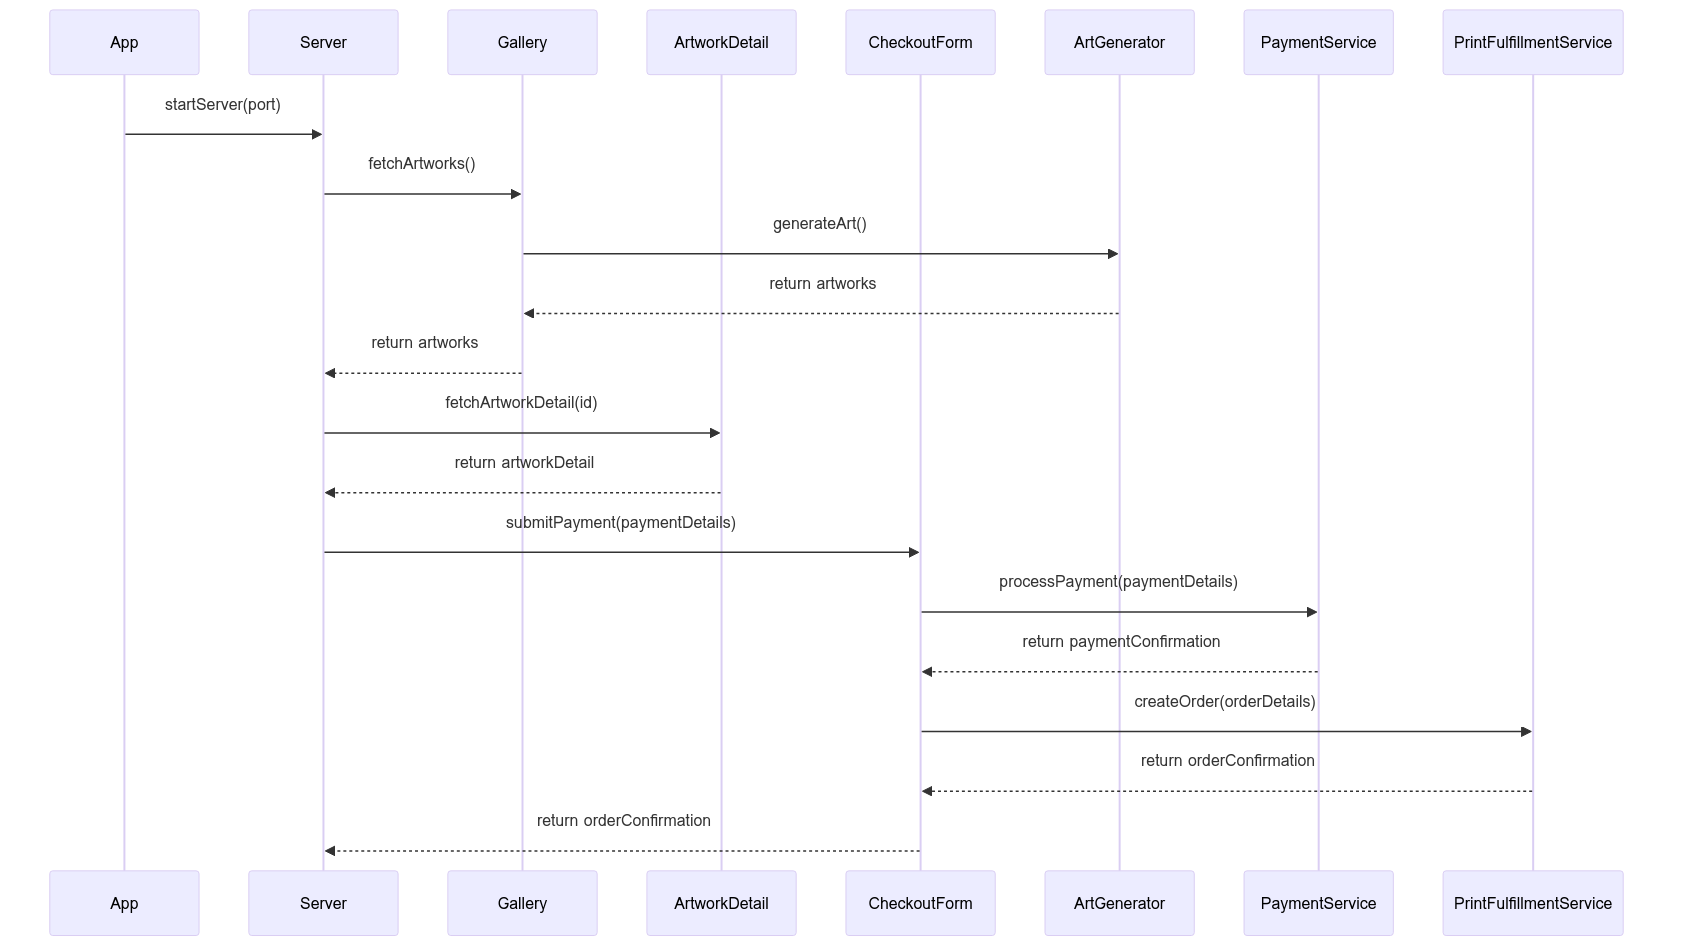 App
Server
Gallery
ArtworkDetail
CheckoutForm
ArtGenerator
PaymentService
PrintFulfillmentService
startServer(port)
fetchArtworks()
generateArt()
return artworks
return artworks
fetchArtworkDetail(id)
return artworkDetail
submitPayment(paymentDetails)
processPayment(paymentDetails)
return paymentConfirmation
createOrder(orderDetails)
return orderConfirmation
return orderConfirmation
App
Server
Gallery
ArtworkDetail
CheckoutForm
ArtGenerator
PaymentService
PrintFulfillmentService